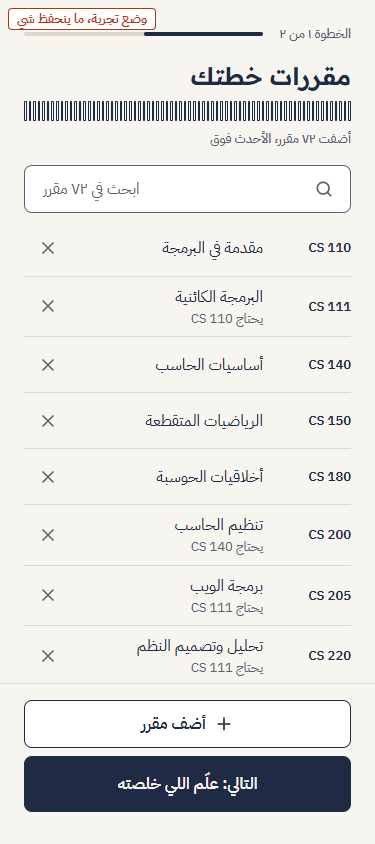 وضع تجربة، ما ينحفظ شي
الخطوة ١ من ٢
مقررات خطتك
أضفت ٧٢ مقرر، الأحدث فوق
ابحث في ٧٢ مقرر
CS 110 مقدمة في البرمجة
CS 111 البرمجة الكائنية
يحتاج CS 110
CS 140 أساسيات الحاسب
CS 150 الرياضيات المتقطعة
CS 180 أخلاقيات الحوسبة
CS 200 تنظيم الحاسب
يحتاج CS 140
CS 205 برمجة الويب
يحتاج CS 111
CS 220 تحليل وتصميم النظم
يحتاج CS 111
أضف مقرر
التالي: علّم اللي خلصته